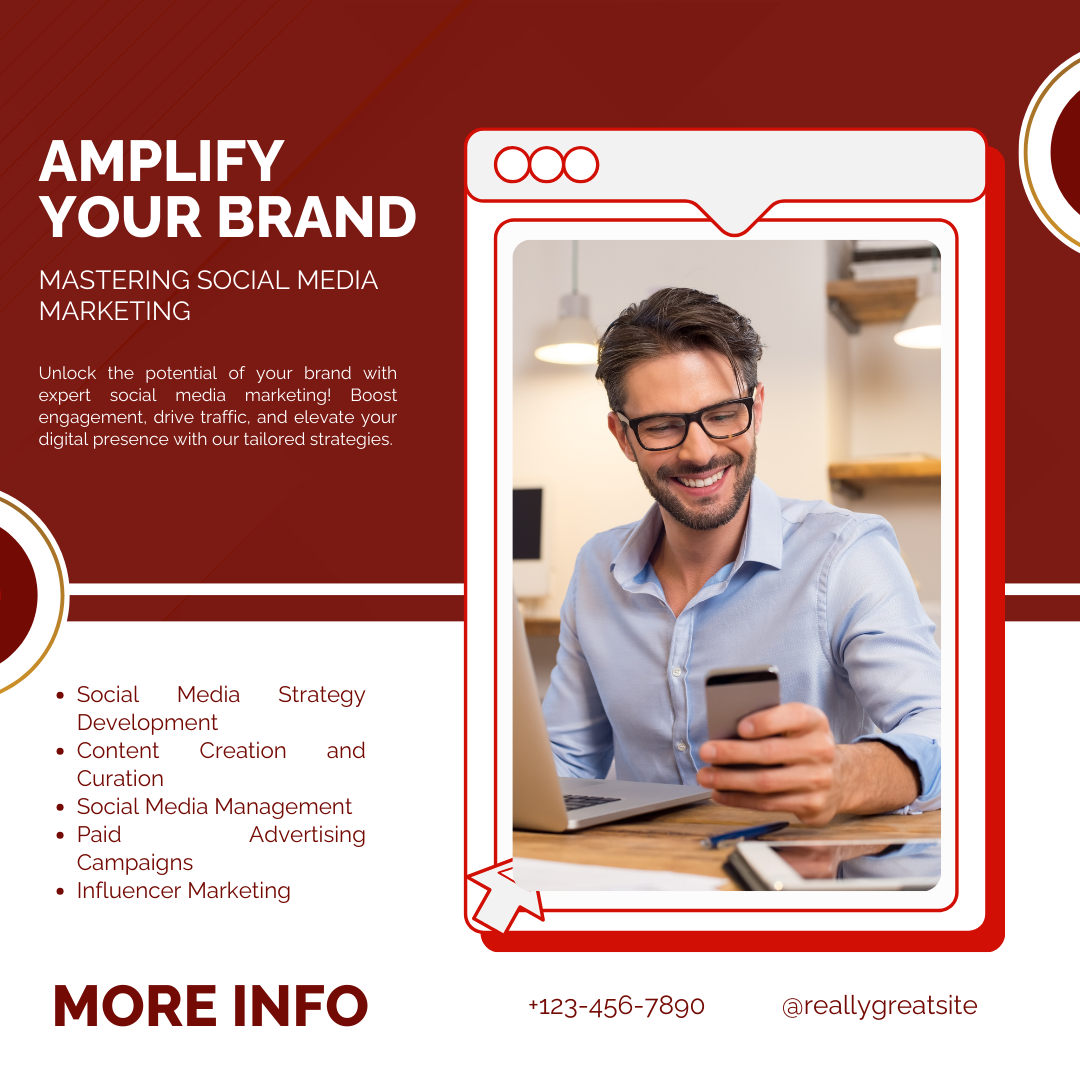 AMPLIFY
YOUR BRAND
MASTERING SOCIAL MEDIA
MARKETING
Unlock the potential of your brand with
expert social media marketing! Boost
engagement, drive traffic, and elevate your
digital presence with our tailored strategies.
• Social Media Strategy
Development
• Content Creation and
Curation
• Social Media Management
• Paid Advertising
Campaigns
• Influencer Marketing
MORE INFO
+123-456-7890
@reallygreatsite